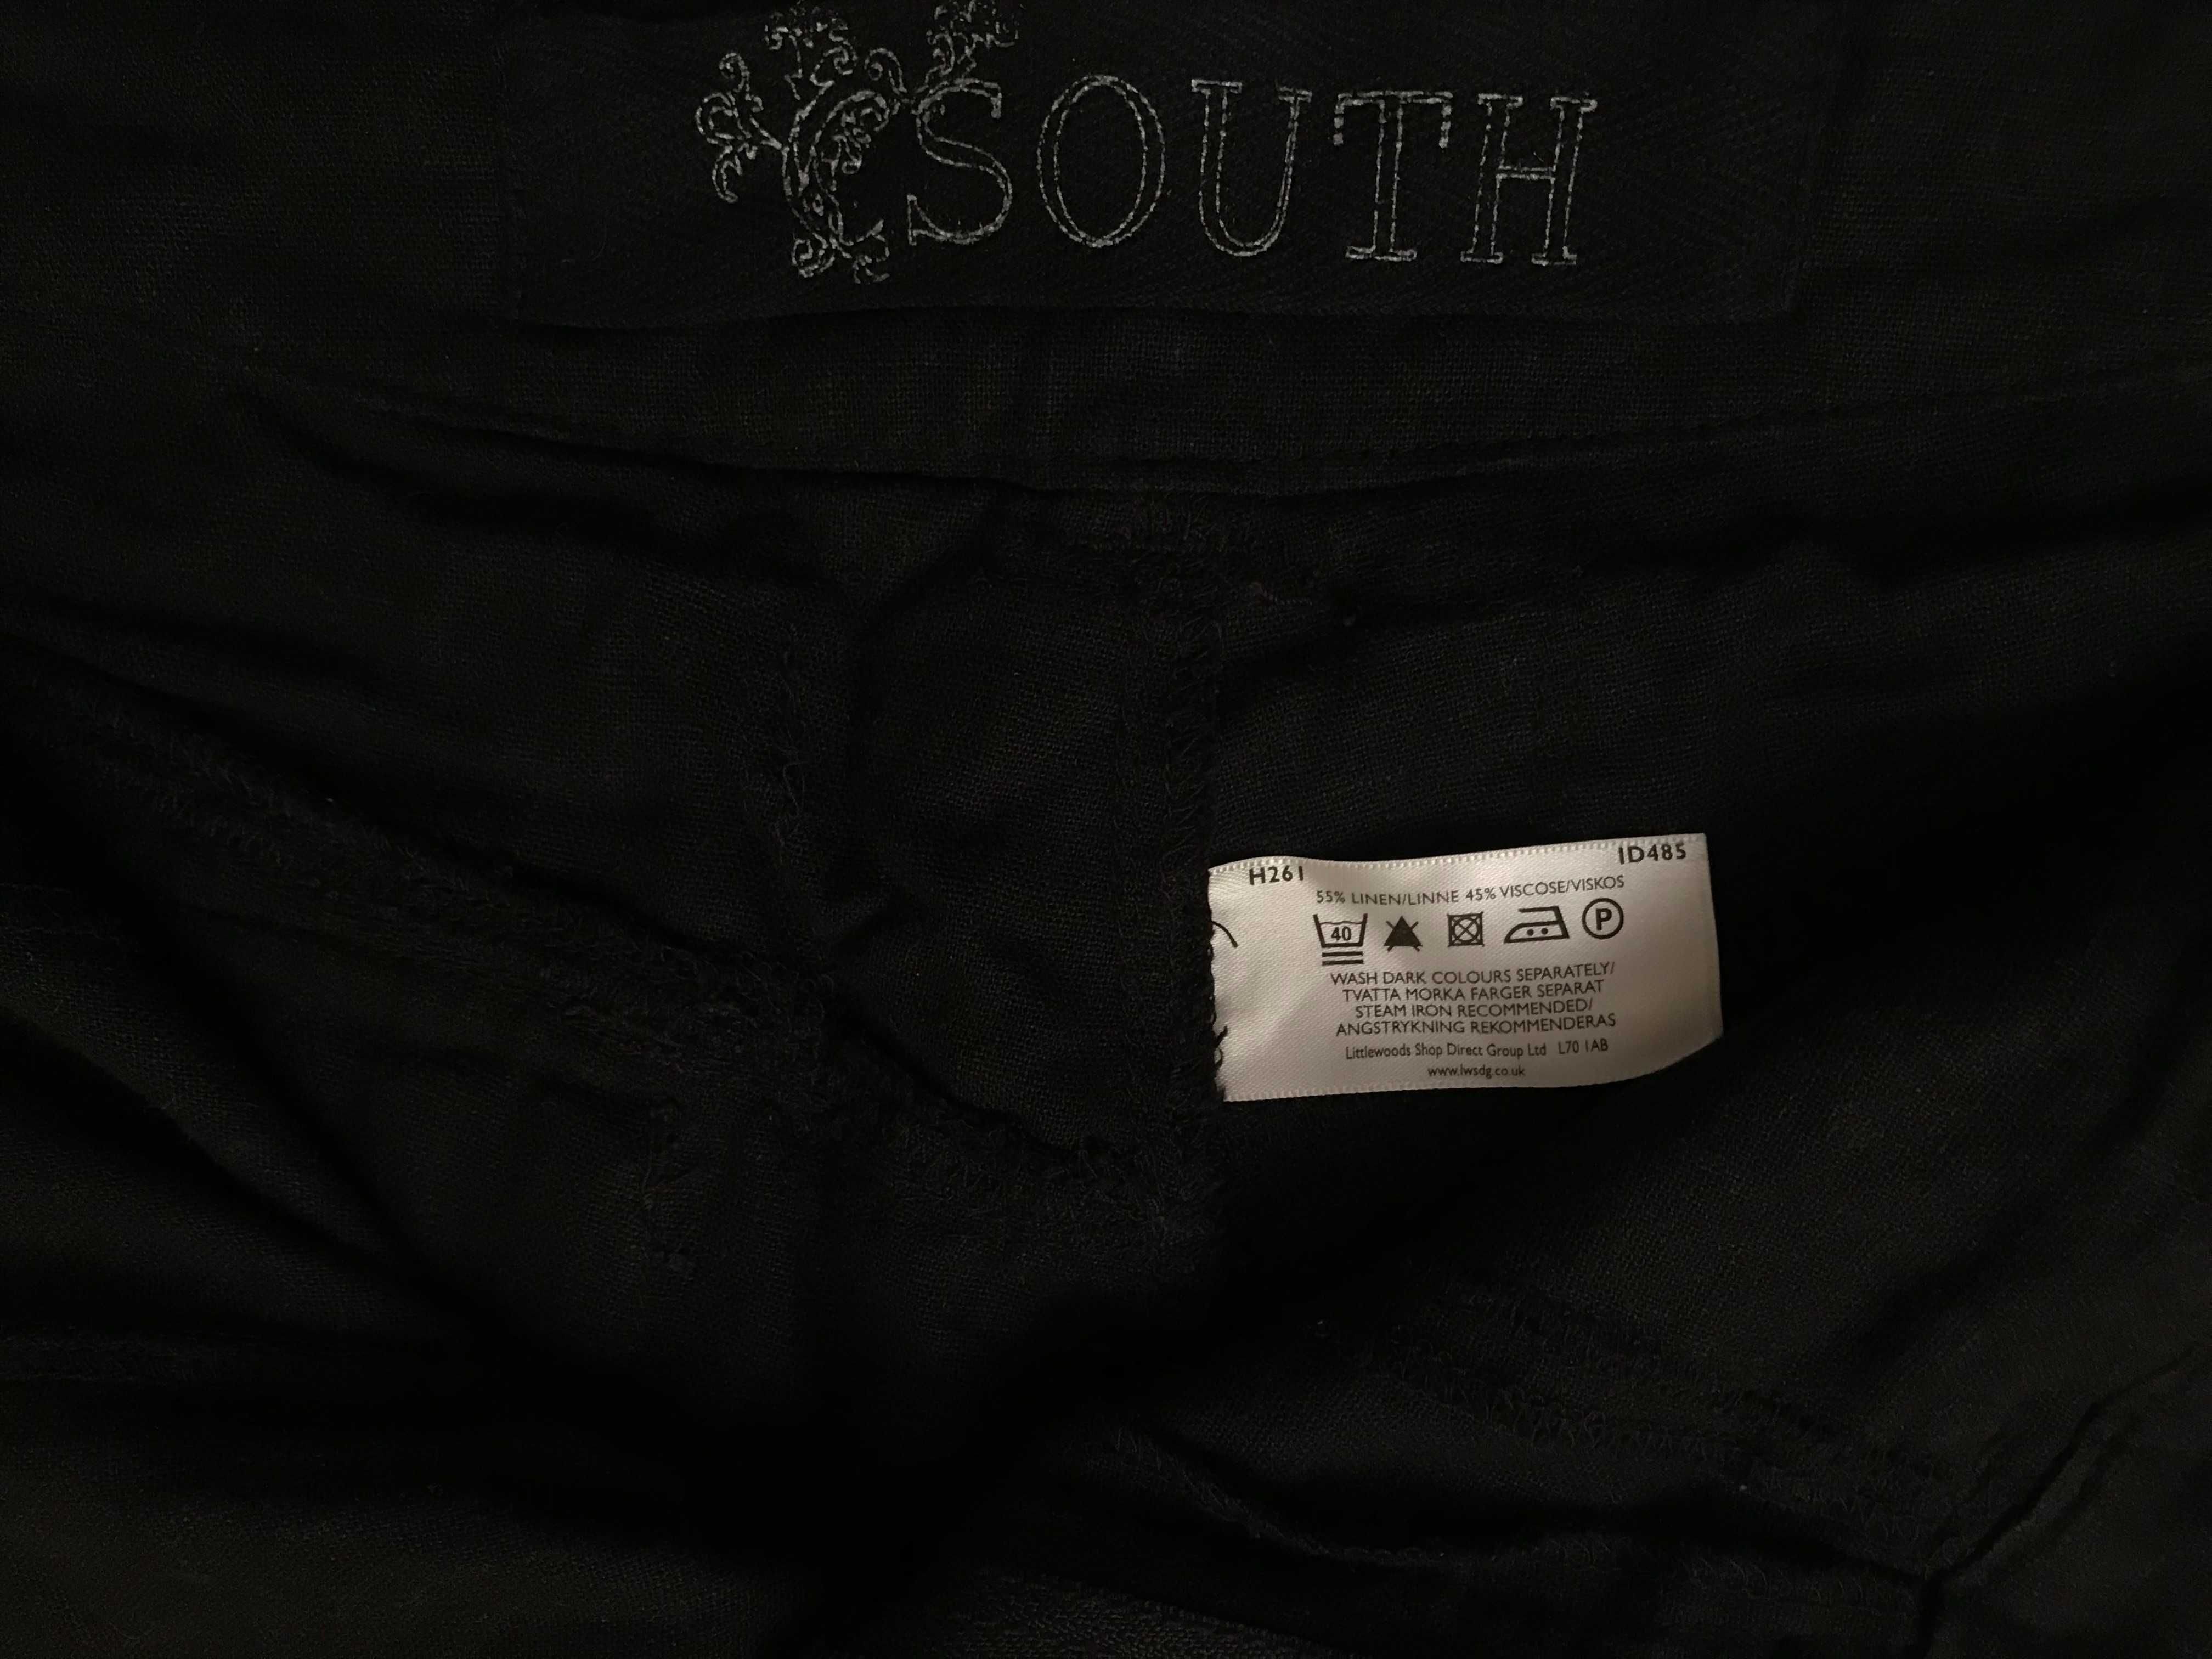 SOUTH
H261 ID485
55% LINEN/LINNE 45% VISCOSE/VISKOS
40 P
WASH DARK COLOURS SEPARATELY/
TVATTA MORKA FARGER SEPARAT
STEAM IRON RECOMMENDED/
ANGSTRYKNING REKOMMENDERAS
Littlewoods Shop Direct Group Ltd L70 1AB
www.lwsdg.co.uk